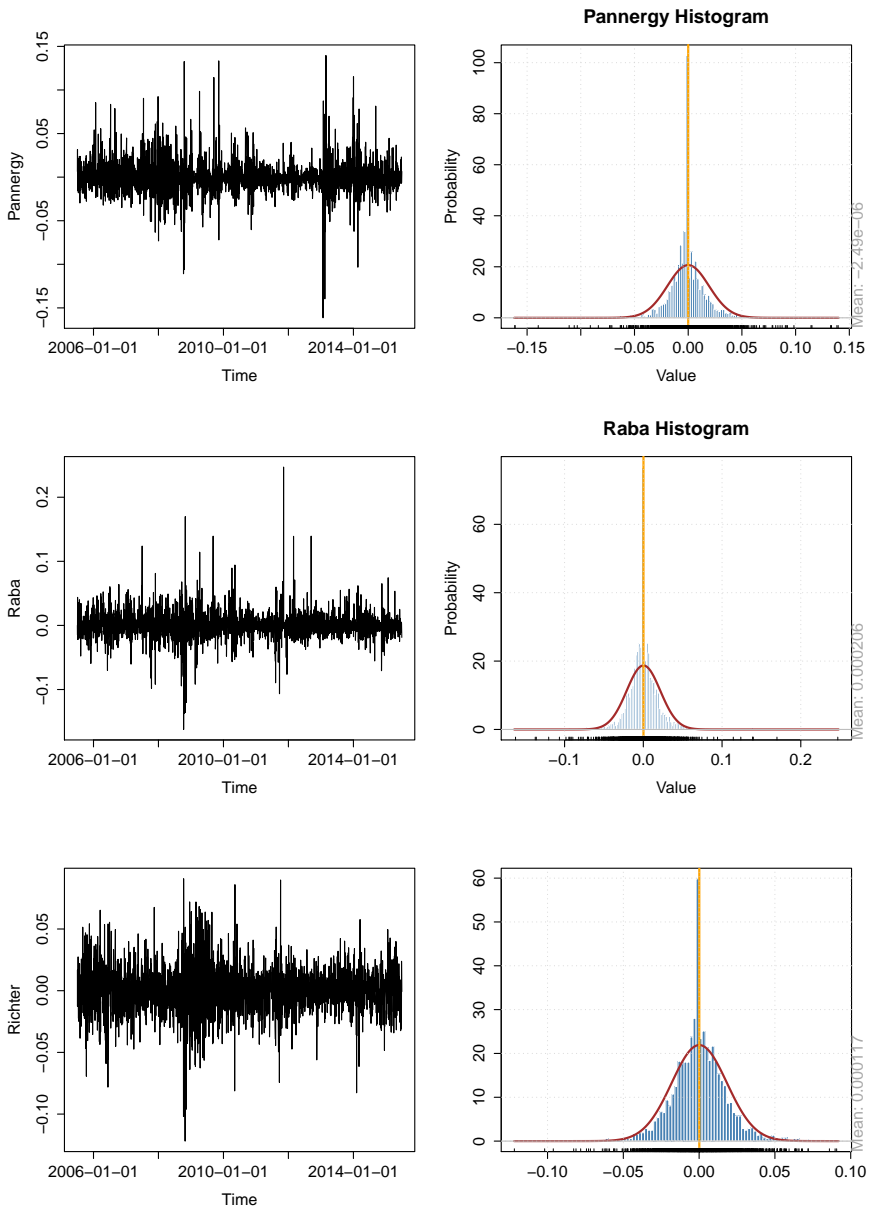 Pannergy Histogram
0.15
0.05
−0.05
−0.15
Pannergy
2006−01−01 2010−01−01 2014−01−01
Time
100
80
60
40
20
0
Probability
−0.15 −0.05 0.00 0.05 0.10 0.15
Value
Mean: −2.49e−06
Raba Histogram
0.2
0.1
0.0
−0.1
Raba
2006−01−01 2010−01−01 2014−01−01
Time
60
40
20
0
Probability
−0.1 0.0 0.1 0.2
Value
Mean: 0.000206
0.05
0.00
−0.05
−0.10
Richter
2006−01−01 2010−01−01 2014−01−01
Time
60
50
40
30
20
10
0
−0.10 −0.05 0.00 0.05 0.10
Mean: 0.000117